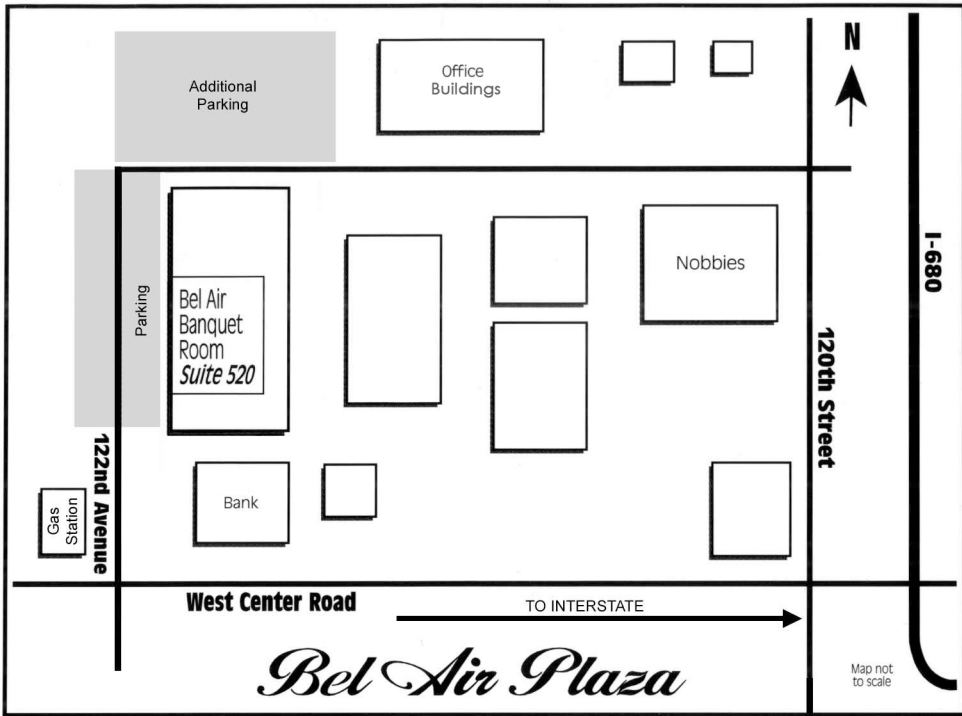 Additional
Parking
Office
Buildings
N
Nobbies
I-680
Parking
Bel Air
Banquet
Room
Suite 520
120th Street
122nd Avenue
Gas
Station
Bank
West Center Road
TO INTERSTATE
Bel Air Plaza
Map not
to scale